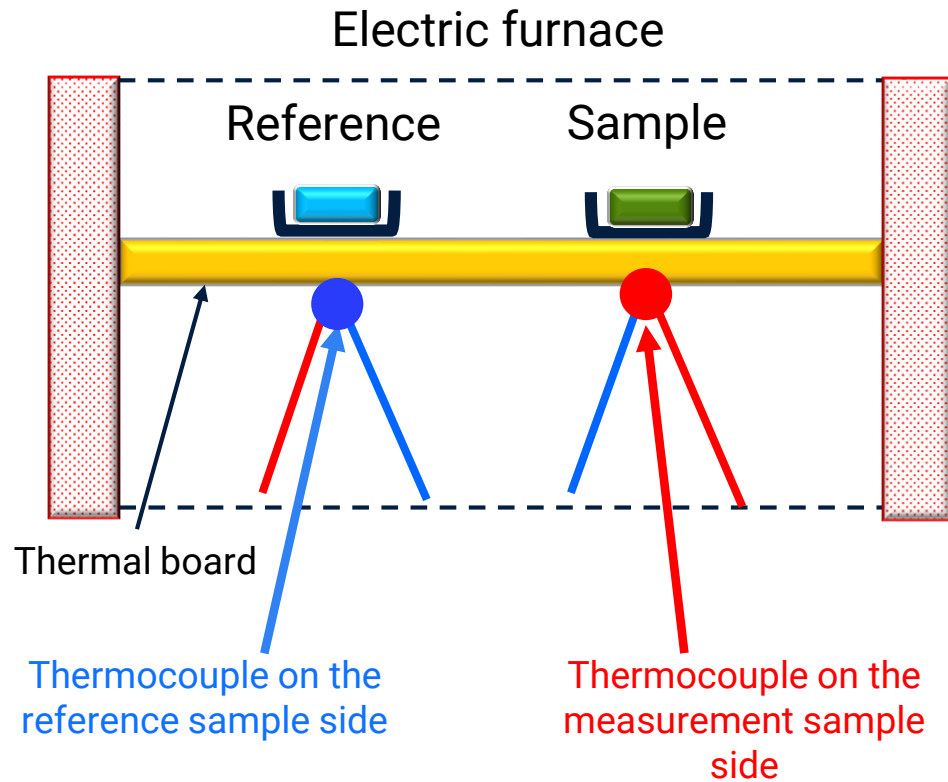 Electric furnace
Reference
Sample
Thermal board
Thermocouple on the
reference sample side
Thermocouple on the
measurement sample
side